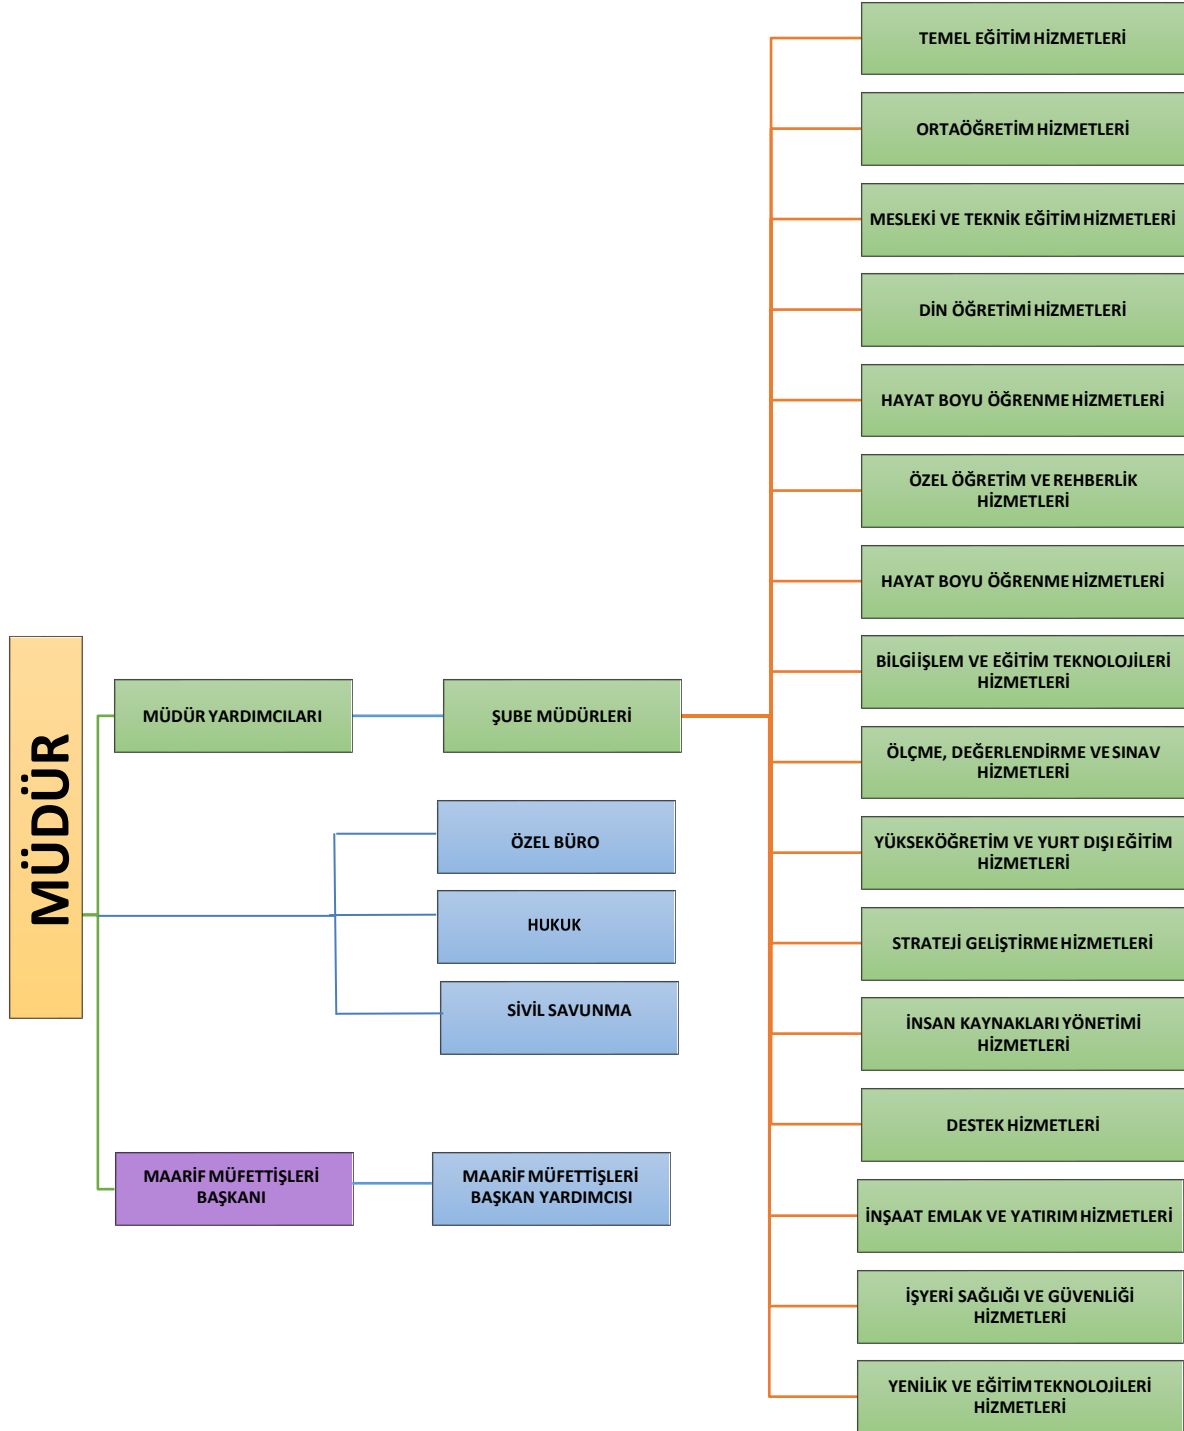 MÜDÜR
MÜDÜR YARDIMCILARI
ŞUBE MÜDÜRLERİ
ÖZEL BÜRO
HUKUK
SİVİL SAVUNMA
MAARİF MÜFETTİŞLERİ
BAŞKANI
MAARİF MÜFETTİŞLERİ
BAŞKAN YARDIMCISI
TEMEL EĞİTİM HİZMETLERİ
ORTAÖĞRETİM HİZMETLERİ
MESLEKİ VE TEKNİK EĞİTİM HİZMETLERİ
DİN ÖĞRETİMİ HİZMETLERİ
HAYAT BOYU ÖĞRENME HİZMETLERİ
ÖZEL ÖĞRETİM VE REHBERLİK
HİZMETLERİ
HAYAT BOYU ÖĞRENME HİZMETLERİ
BİLGİ İŞLEM VE EĞİTİM TEKNOLOJİLERİ
HİZMETLERİ
ÖLÇME, DEĞERLENDİRME VE SINAV
HİZMETLERİ
YÜKSEKÖĞRETİM VE YURT DIŞI EĞİTİM
HİZMETLERİ
STRATEJİ GELİŞTİRME HİZMETLERİ
İNSAN KAYNAKLARI YÖNETİMİ
HİZMETLERİ
DESTEK HİZMETLERİ
İNŞAAT EMLAK VE YATIRIM HİZMETLERİ
İŞYERİ SAĞLIĞI VE GÜVENLİĞİ
HİZMETLERİ
YENİLİK VE EĞİTİM TEKNOLOJİLERİ
HİZMETLERİ